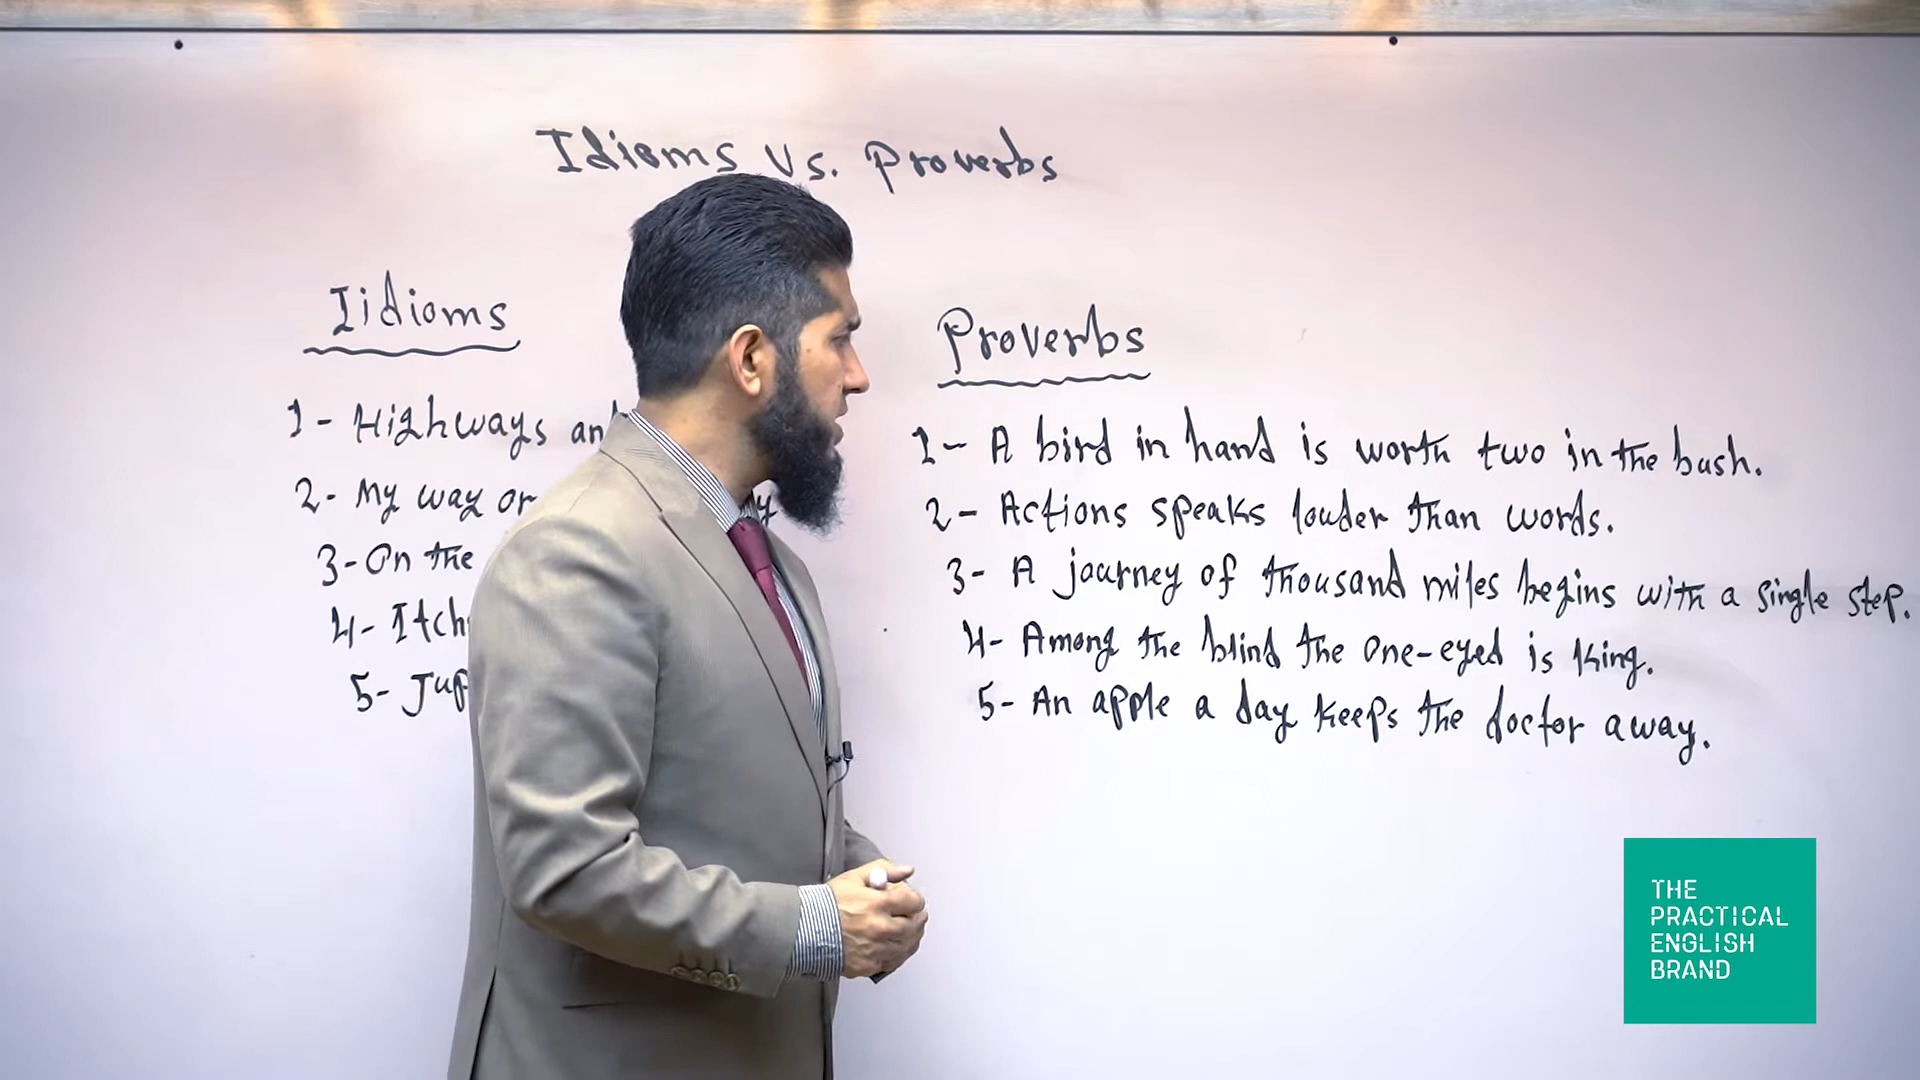 Idioms Vs. Proverbs
Iidioms
1- Highways an
2- My way or
3- On the
4- Itch
5- Jup
Proverbs
1- A bird in hand is worth two in the bush.
2- Actions speaks louder than words.
3- A journey of thousand miles begins with a single step.
4- Among the blind the one-eyed is king.
5- An apple a day keeps the doctor away.
THE
PRACTICAL
ENGLISH
BRAND